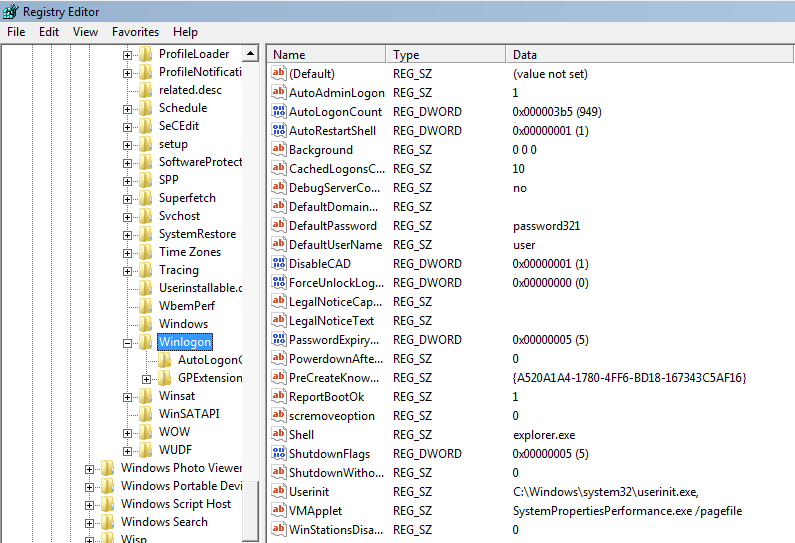 Registry Editor
File Edit View Favorites Help
ProfileLoader
ProfileNotificati
related.desc
Schedule
SeCEdit
setup
SoftwareProtect
SPP
Superfetch
Svchost
SystemRestore
Time Zones
Tracing
Userinstallable.c
WbemPerf
Windows
Winlogon
AutoLogonC
GPExtension
Winsat
WinSATAPI
WOW
WUDF
Windows Photo Viewer
Windows Portable Devi
Windows Script Host
Windows Search
Wisp
Name Type Data
(Default) REG_SZ (value not set)
AutoAdminLogon REG_SZ 1
AutoLogonCount REG_DWORD 0x000003b5 (949)
AutoRestartShell REG_DWORD 0x00000001 (1)
Background REG_SZ 0 0 0
CachedLogonsC... REG_SZ 10
DebugServerCo... REG_SZ no
DefaultDomain... REG_SZ
DefaultPassword REG_SZ password321
DefaultUserName REG_SZ user
DisableCAD REG_DWORD 0x00000001 (1)
ForceUnlockLog... REG_DWORD 0x00000000 (0)
LegalNoticeCap... REG_SZ
LegalNoticeText REG_SZ
PasswordExpiry... REG_DWORD 0x00000005 (5)
PowerdownAfte... REG_SZ 0
PreCreateKnow... REG_SZ {A520A1A4-1780-4FF6-BD18-167343C5AF16}
ReportBootOk REG_SZ 1
scremoveoption REG_SZ 0
Shell REG_SZ explorer.exe
ShutdownFlags REG_DWORD 0x00000005 (5)
ShutdownWitho... REG_SZ 0
Userinit REG_SZ C:\Windows\system32\userinit.exe,
VMApplet REG_SZ SystemPropertiesPerformance.exe /pagefile
WinStationsDisa... REG_SZ 0